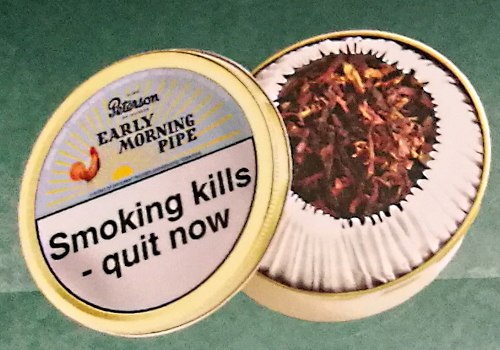 Peterson
EARLY
MORNING
PIPE
Smoking kills
- quit now